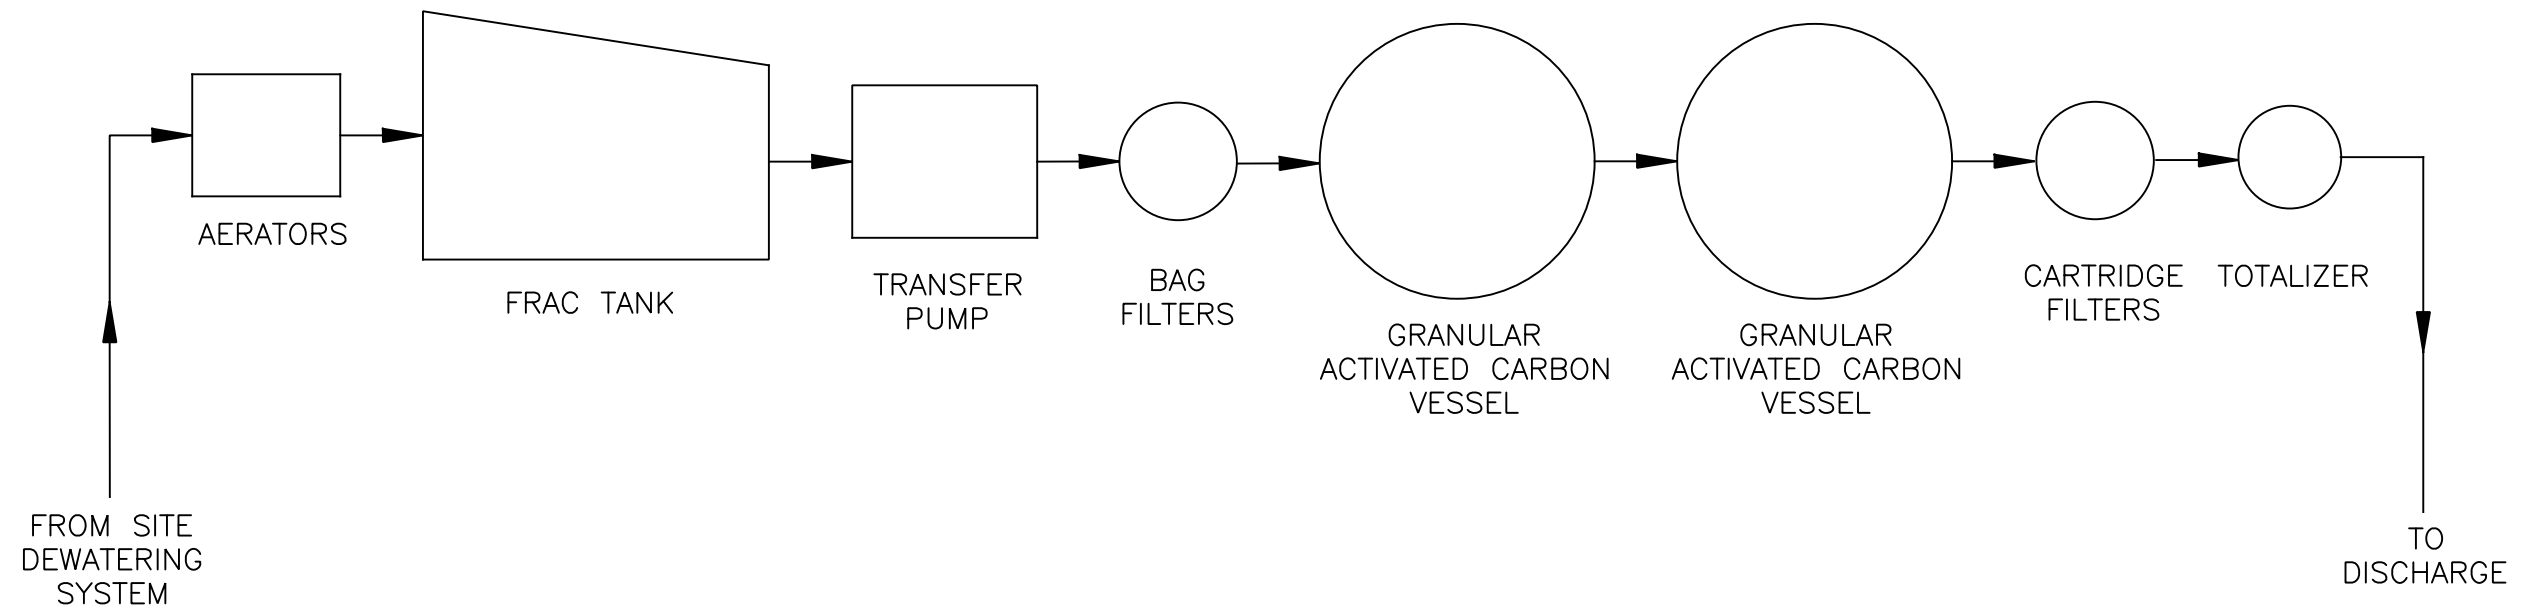 AERATORS
FRAC TANK
TRANSFER
PUMP
BAG
FILTERS
GRANULAR
ACTIVATED CARBON
VESSEL
GRANULAR
ACTIVATED CARBON
VESSEL
CARTRIDGE
FILTERS
TOTALIZER
FROM SITE
DEWATERING
SYSTEM
TO
DISCHARGE